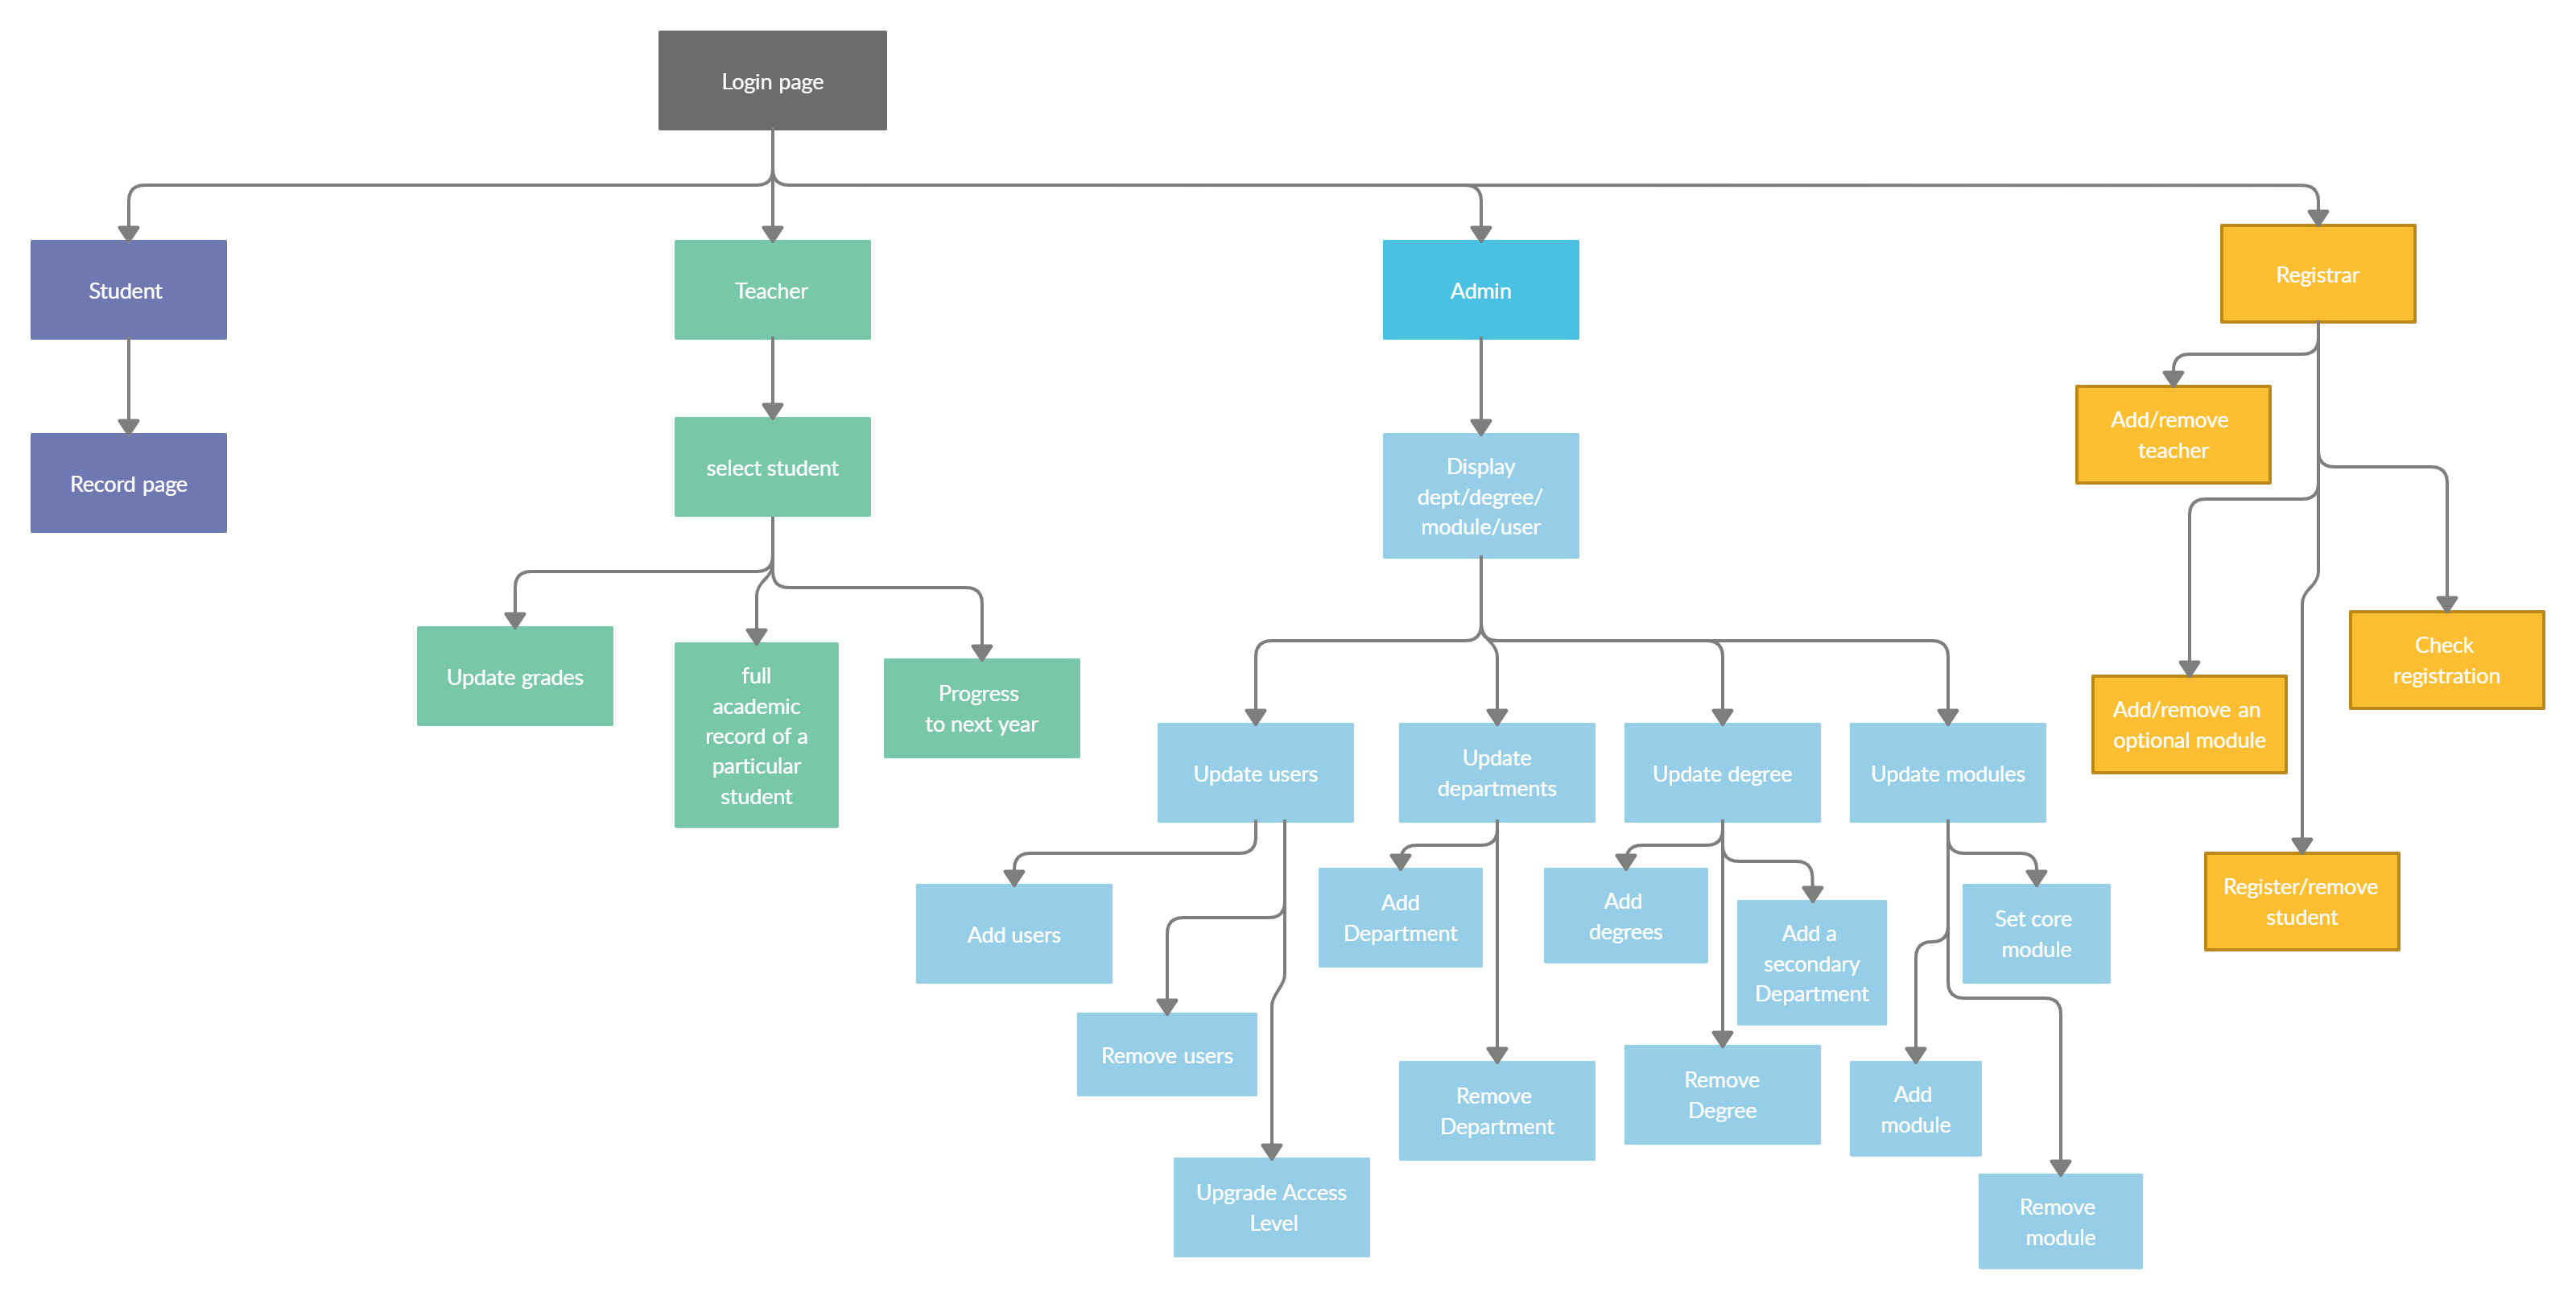 Login page
Student
Teacher
Admin
Registrar
Record page
select student
Display
dept/degree/
module/user
Add/remove
teacher
Update grades
full
academic
record of a
particular
student
Progress
to next year
Update users
Update
departments
Update degree
Update modules
Add/remove an
optional module
Check
registration
Add users
Remove users
Upgrade Access
Level
Add
Department
Remove
Department
Add
degrees
Add a
secondary
Department
Remove
Degree
Set core
module
Add
module
Remove
module
Register/remove
student